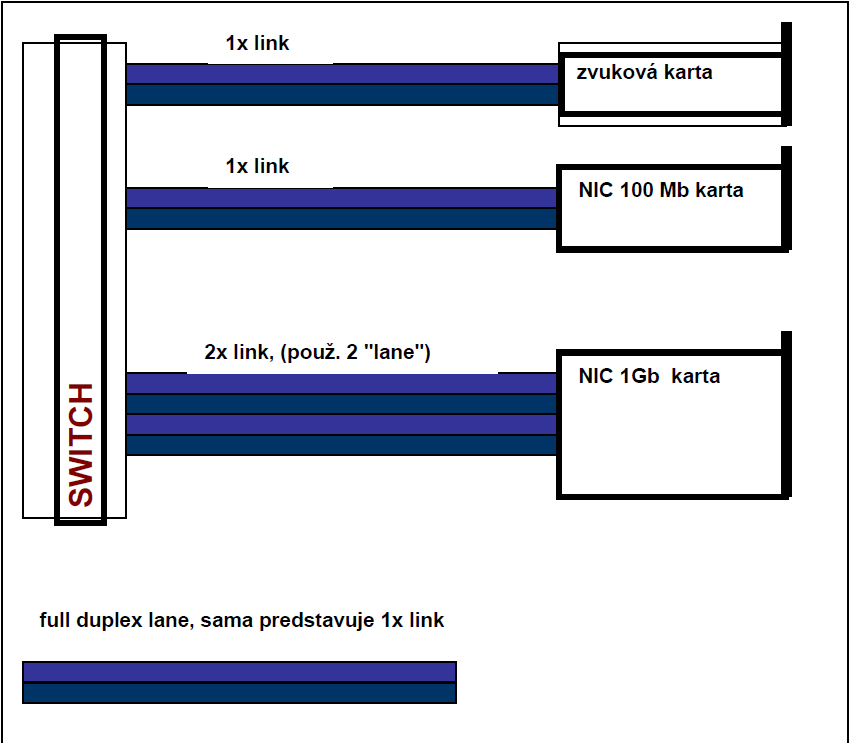 1x link
zvuková karta
1x link
NIC 100 Mb karta
2x link, (použ. 2 "lane")
NIC 1Gb  karta
SWITCH
full duplex lane, sama predstavuje 1x link